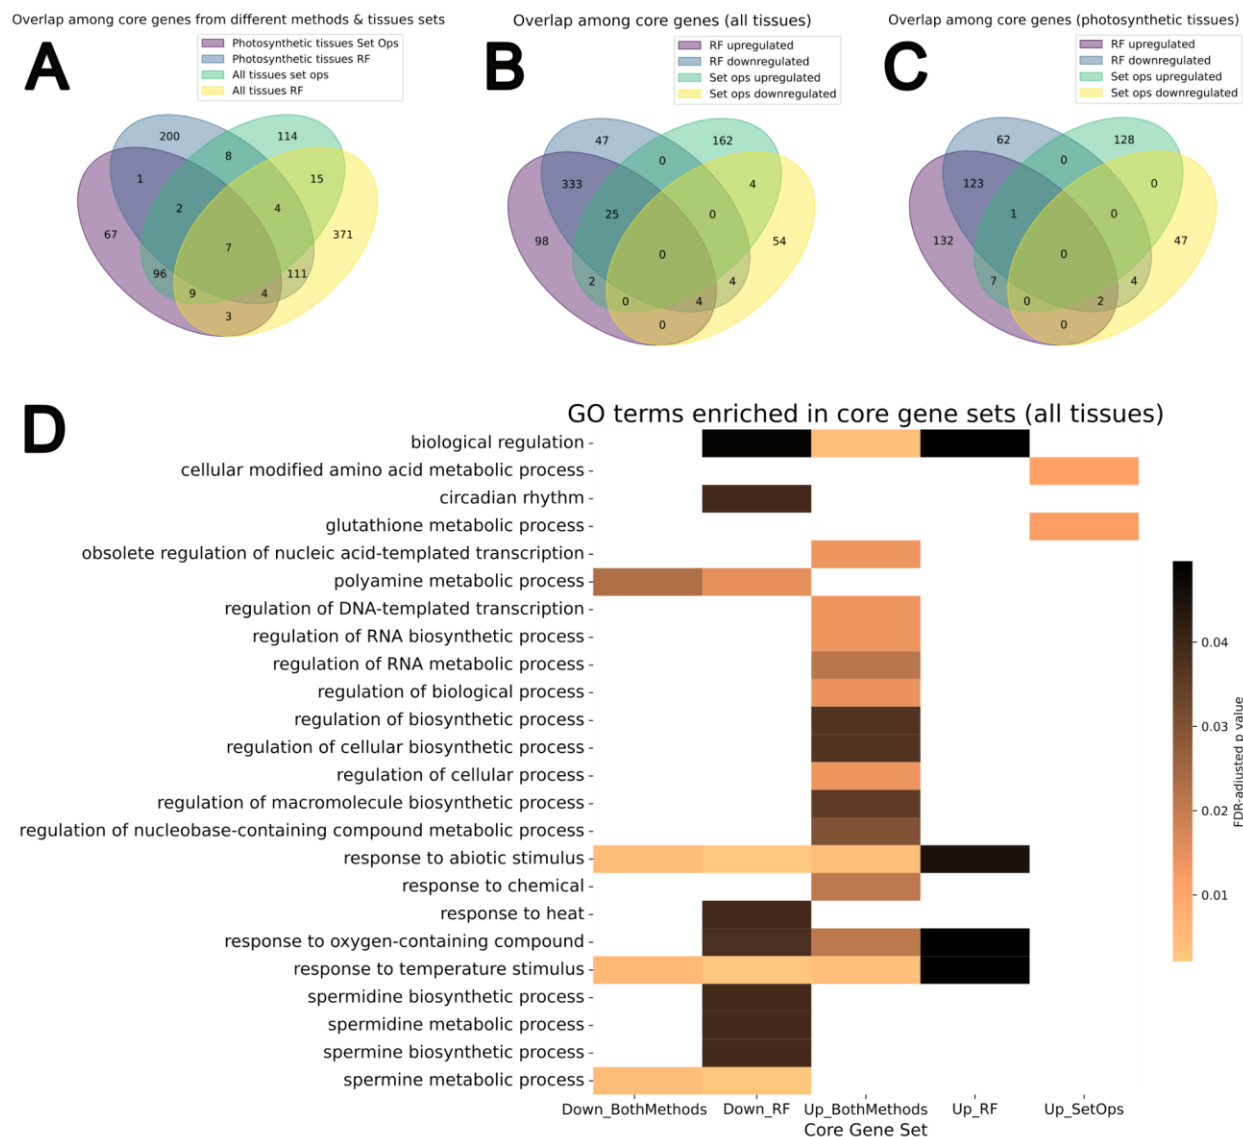 Overlap among core genes from different methods & tissues sets
A
Photosynthetic tissues Set Ops
Photosynthetic tissues RF
All tissues set ops
All tissues RF
200
114
1
8
15
2
4
67
7
371
96
111
9
4
3
Overlap among core genes (all tissues)
B
RF upregulated
RF downregulated
Set ops upregulated
Set ops downregulated
47
162
0
333
4
25
0
98
0
54
2
4
0
4
0
Overlap among core genes (photosynthetic tissues)
C
RF upregulated
RF downregulated
Set ops upregulated
Set ops downregulated
62
128
0
123
0
1
0
132
0
47
7
4
0
2
0
D
GO terms enriched in core gene sets (all tissues)
biological regulation
cellular modified amino acid metabolic process
circadian rhythm
glutathione metabolic process
obsolete regulation of nucleic acid-templated transcription
polyamine metabolic process
regulation of DNA-templated transcription
regulation of RNA biosynthetic process
regulation of RNA metabolic process
regulation of biological process
regulation of biosynthetic process
regulation of cellular biosynthetic process
regulation of cellular process
regulation of macromolecule biosynthetic process
regulation of nucleobase-containing compound metabolic process
response to abiotic stimulus
response to chemical
response to heat
response to oxygen-containing compound
response to temperature stimulus
spermidine biosynthetic process
spermidine metabolic process
spermine biosynthetic process
spermine metabolic process
Down_BothMethods Down_RF Up_BothMethods Up_RF Up_SetOps
Core Gene Set
0.04
0.03
0.02
0.01
FDR-adjusted p value